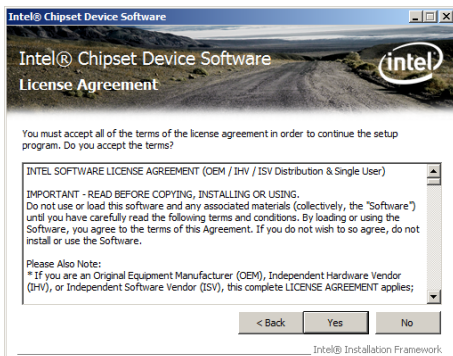 Intel® Chipset Device Software
Intel® Chipset Device Software
License Agreement
intel
You must accept all of the terms of the license agreement in order to continue the setup
program. Do you accept the terms?
INTEL SOFTWARE LICENSE AGREEMENT (OEM / IHV / ISV Distribution & Single User)
IMPORTANT - READ BEFORE COPYING, INSTALLING OR USING.
Do not use or load this software and any associated materials (collectively, the "Software")
until you have carefully read the following terms and conditions. By loading or using the
Software, you agree to the terms of this Agreement. If you do not wish to so agree, do not
install or use the Software.
Please Also Note:
* If you are an Original Equipment Manufacturer (OEM), Independent Hardware Vendor
(IHV), or Independent Software Vendor (ISV), this complete LICENSE AGREEMENT applies;
< Back Yes No
Intel® Installation Framework